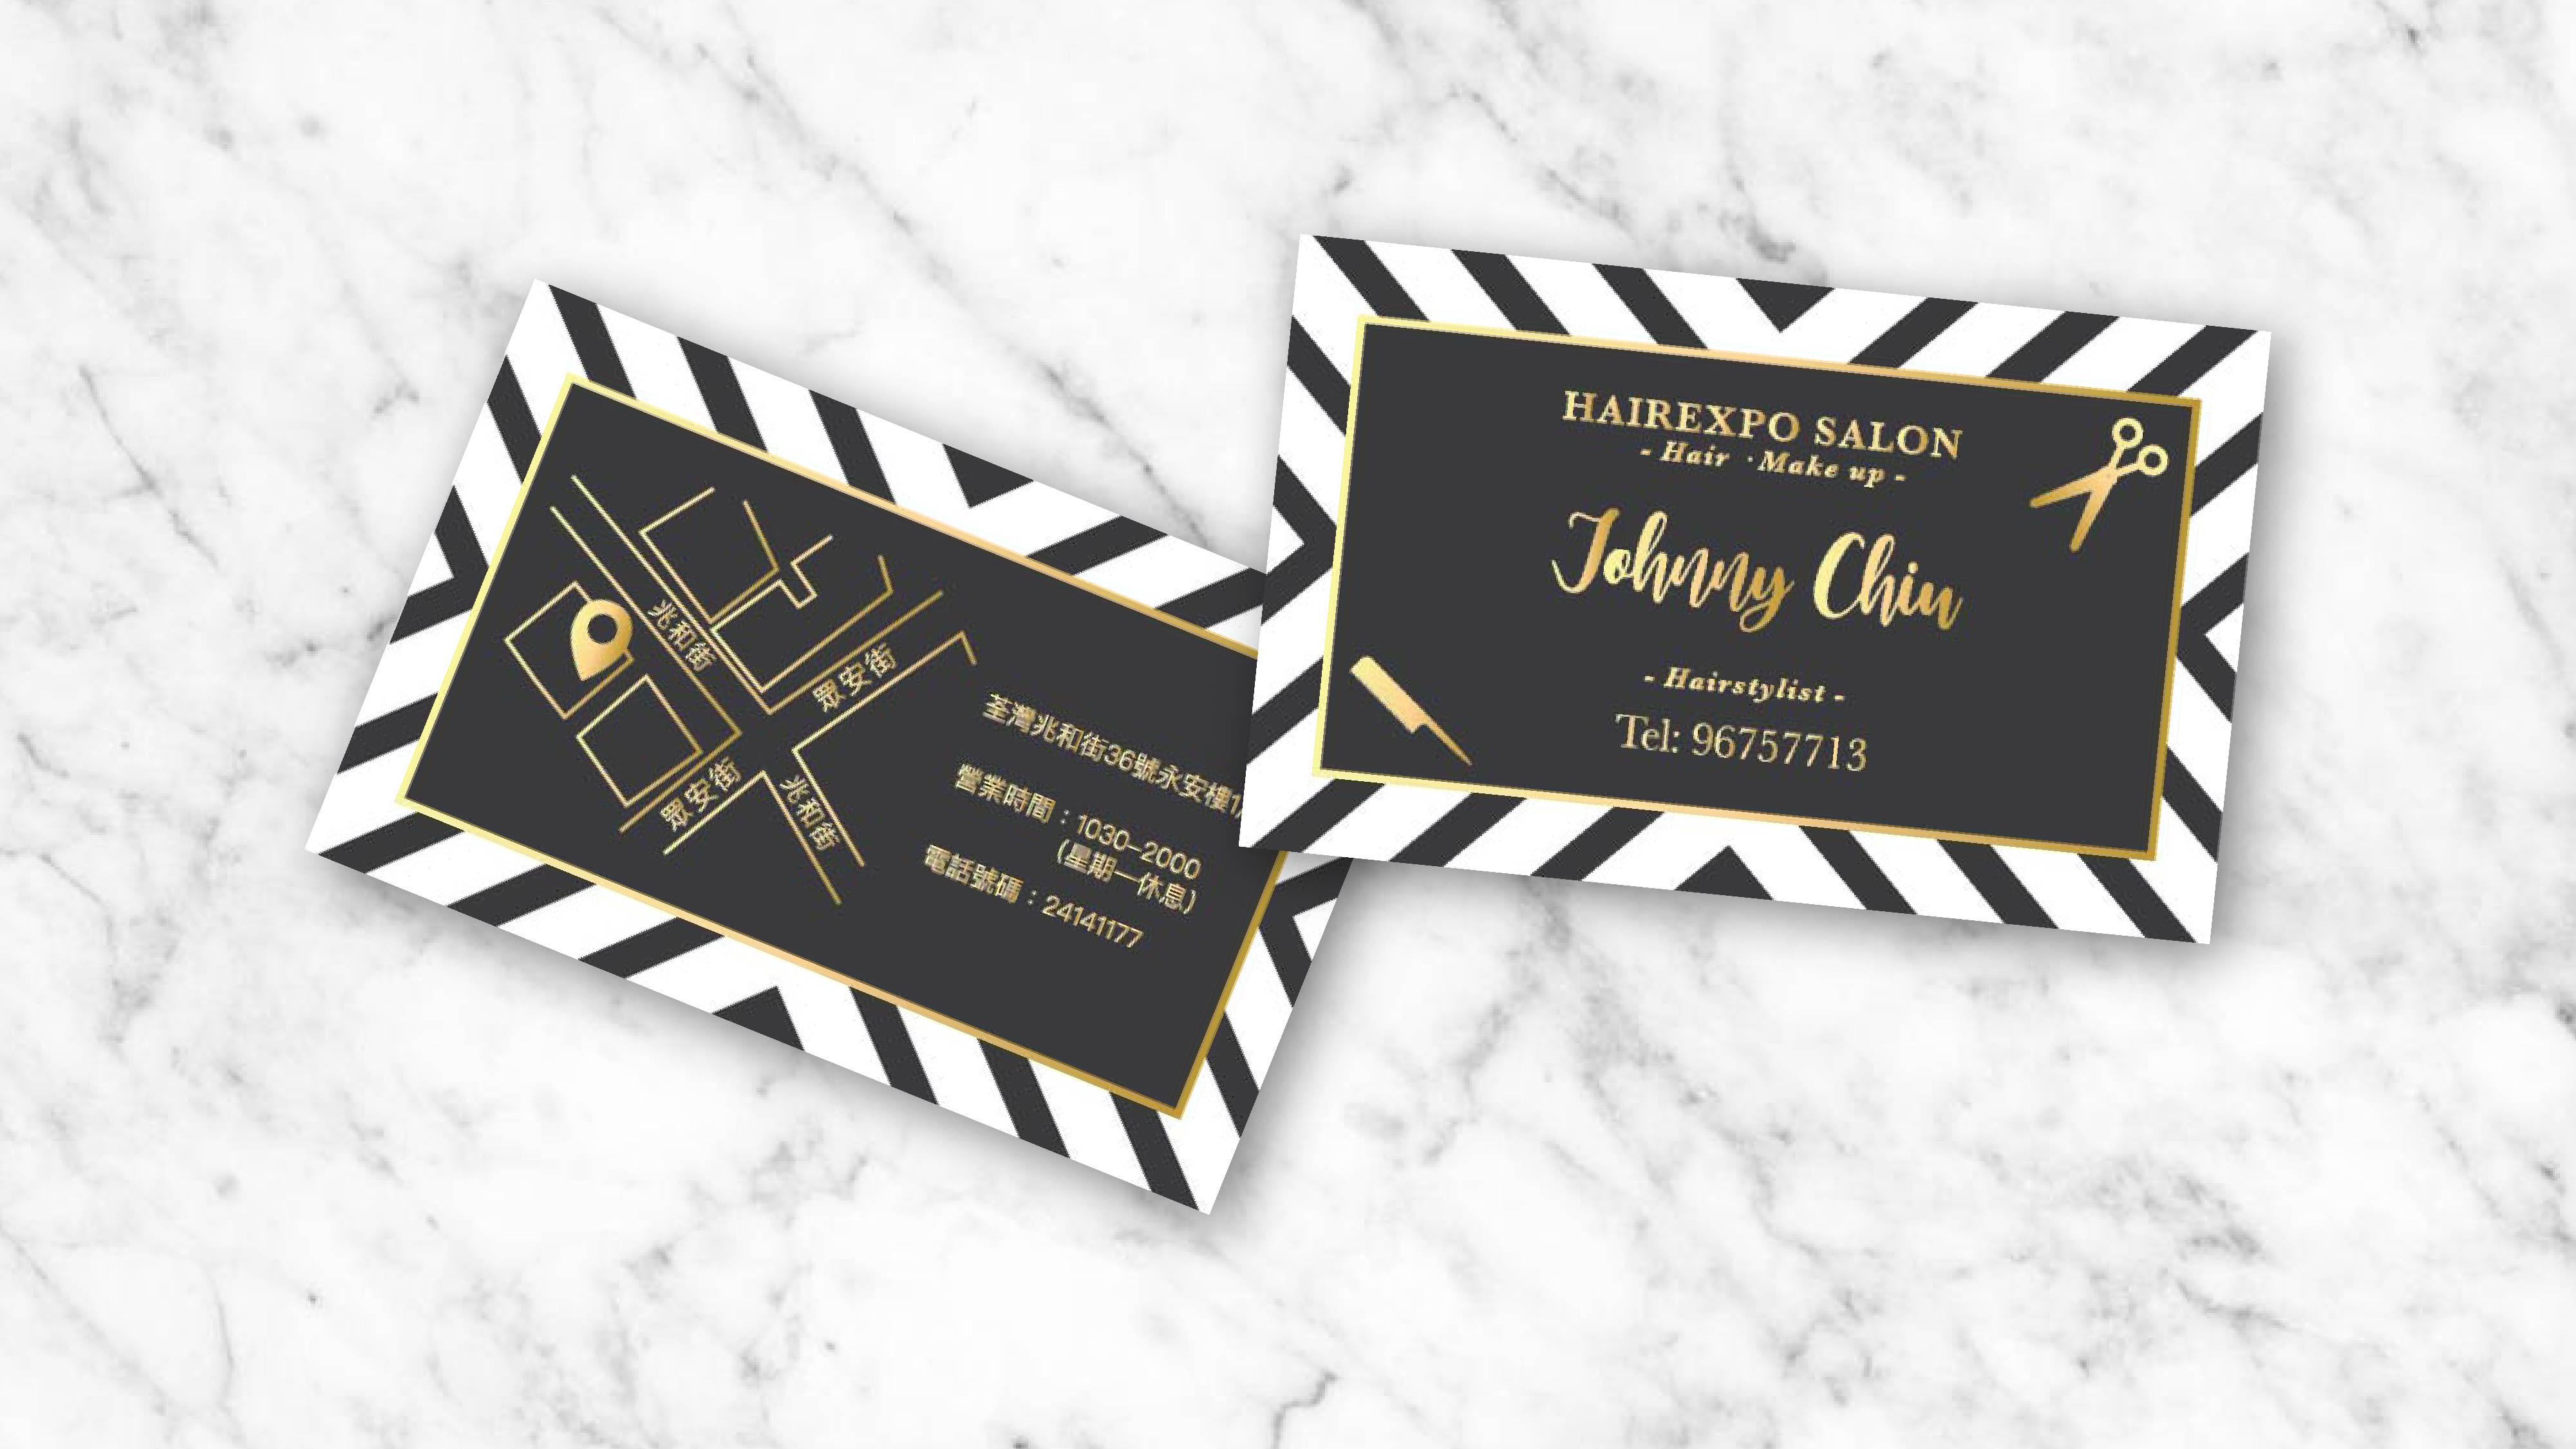 兆和街
眾安街
眾安街
兆和街
荃灣兆和街36號永安樓1
營業時間：1030–2000
(星期一休息)
電話號碼：24141177
HAIREXPO SALON
- Hair · Make up -
Johnny Chiu
- Hairstylist -
Tel: 96757713